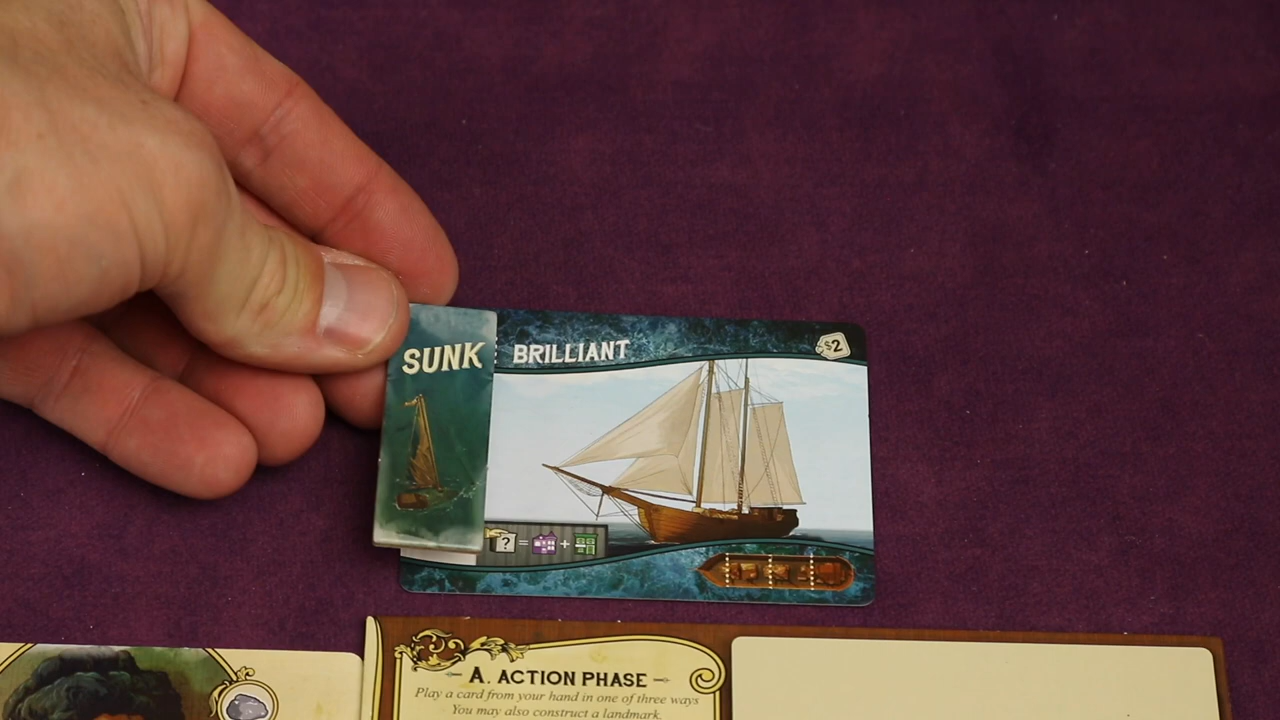 SUNK
BRILLIANT
$2
? = +
A. ACTION PHASE
Play a card from your hand in one of three ways
You may also construct a landmark.